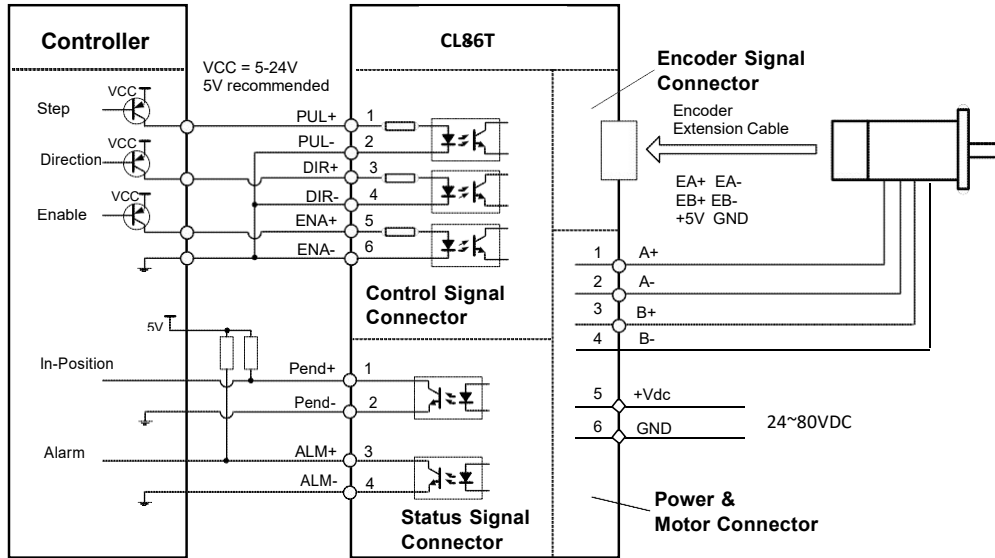 Controller
CL86T
VCC = 5-24V
5V recommended
Encoder Signal
Connector
Step
VCC
PUL+
1
PUL-
2
Encoder
Extension Cable
Direction
VCC
DIR+
3
DIR-
4
EA+ EA-
EB+ EB-
+5V GND
Enable
VCC
ENA+
5
ENA-
6
Control Signal
Connector
1
A+
2
A-
3
B+
4
B-
5V
In-Position
Pend+
1
Pend-
2
5
+Vdc
6
GND
24~80VDC
Alarm
ALM+
3
ALM-
4
Status Signal
Connector
Power &
Motor Connector